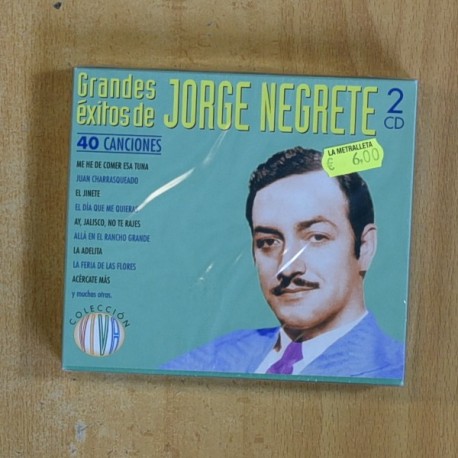 Grandes
éxitos de JORGE NEGRETE 2 CD
40 CANCIONES
ME HE DE COMER ESA TUNA
JUAN CHARRASQUEADO
EL JINETE
EL DÍA QUE ME QUIERAS
AY, JALISCO, NO TE RAJES
ALLÁ EN EL RANCHO GRANDE
LA ADELITA
LA FERIA DE LAS FLORES
ACÉRCATE MÁS
y muchas otras.
COLECCIÓN
VIVA
LA METRALLETA
€ 6,00